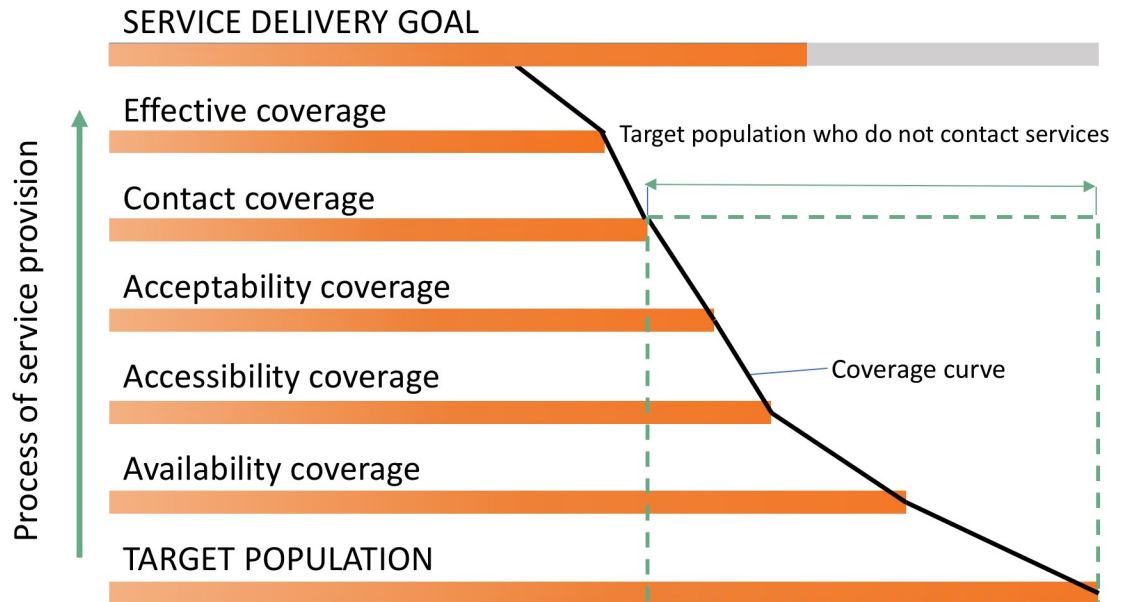 SERVICE DELIVERY GOAL
Effective coverage
Target population who do not contact services
Contact coverage
Acceptability coverage
Accessibility coverage
Coverage curve
Availability coverage
TARGET POPULATION
Process of service provision